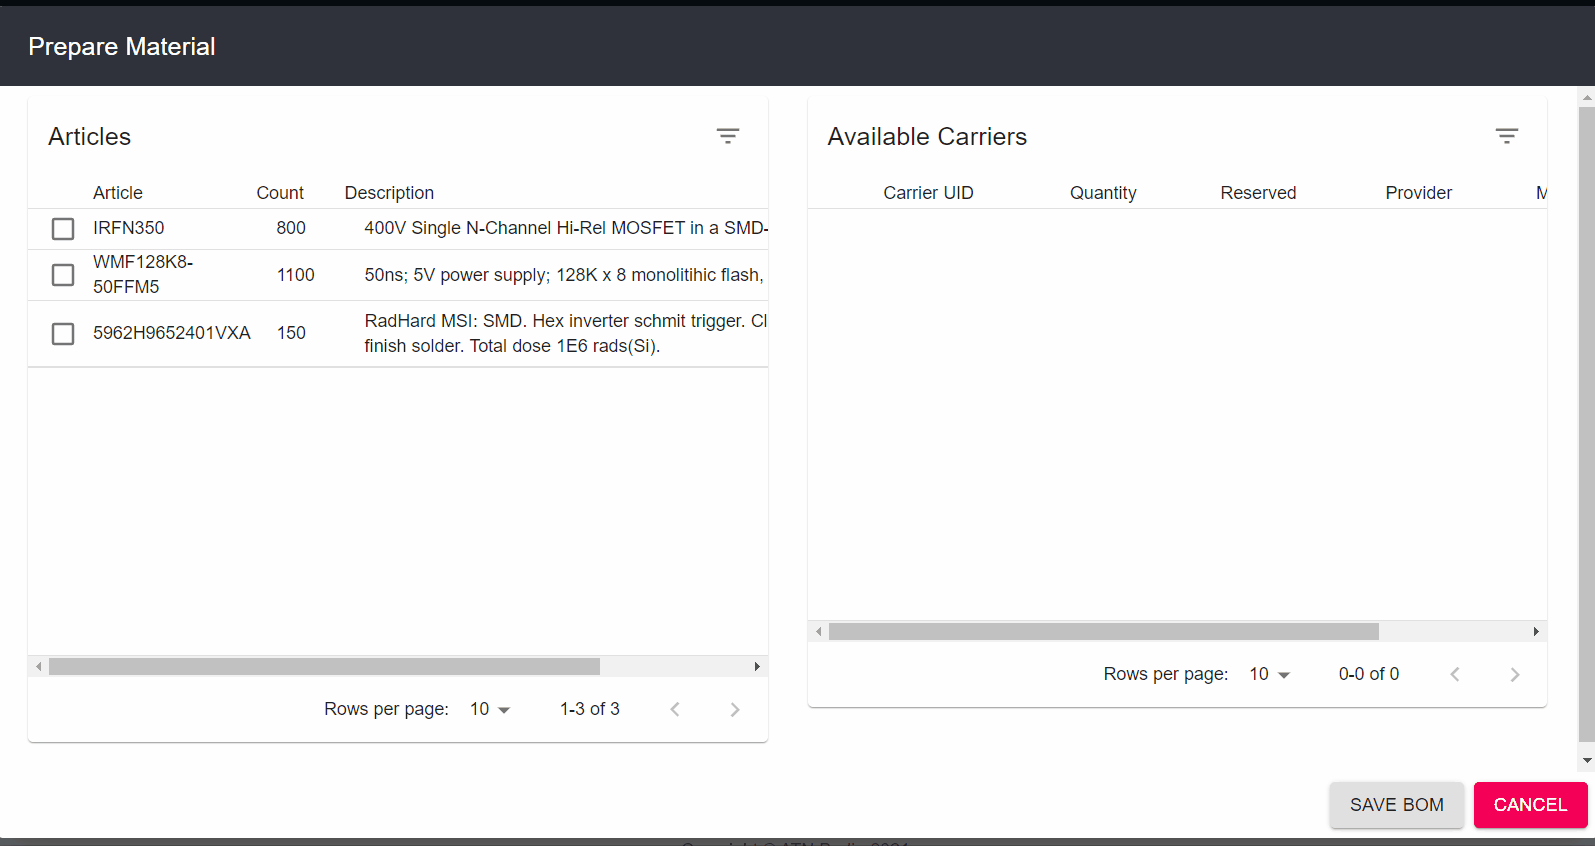 Prepare Material
Articles
Article Count Description
IRFN350 800 400V Single N-Channel Hi-Rel MOSFET in a SMD-
WMF128K8-
50FFM5 1100 50ns; 5V power supply; 128K x 8 monolitihic flash,
5962H9652401VXA 150 RadHard MSI: SMD. Hex inverter schmit trigger. Cl
finish solder. Total dose 1E6 rads(Si).
Rows per page: 10 1-3 of 3
Available Carriers
Carrier UID Quantity Reserved Provider M
Rows per page: 10 0-0 of 0
SAVE BOM CANCEL